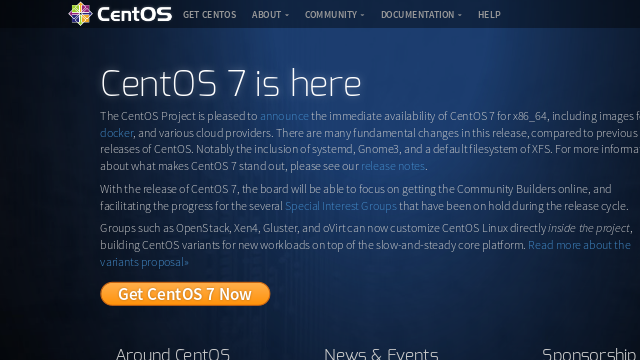 CentOS GET CENTOS ABOUT COMMUNITY DOCUMENTATION HELP
CentOS 7 is here
The CentOS Project is pleased to announce the immediate availability of CentOS 7 for x86_64, including images
docker, and various cloud providers. There are many fundamental changes in this release, compared to previous
releases of CentOS. Notably the inclusion of systemd, Gnome3, and a default filesystem of XFS. For more
about what makes CentOS 7 stand out, please see our release notes.
With the release of CentOS 7, the board will be able to focus on getting the Community Builders online, and
facilitating the progress for the several Special Interest Groups that have been on hold during the release cycle.
Groups such as OpenStack, Xen4, Gluster, and oVirt can now customize CentOS Linux directly inside the project,
building CentOS variants for new workloads on top of the slow-and-steady core platform. Read more about the
variants proposal»
Get CentOS 7 Now
Around CentOS News & Events Sponsorship